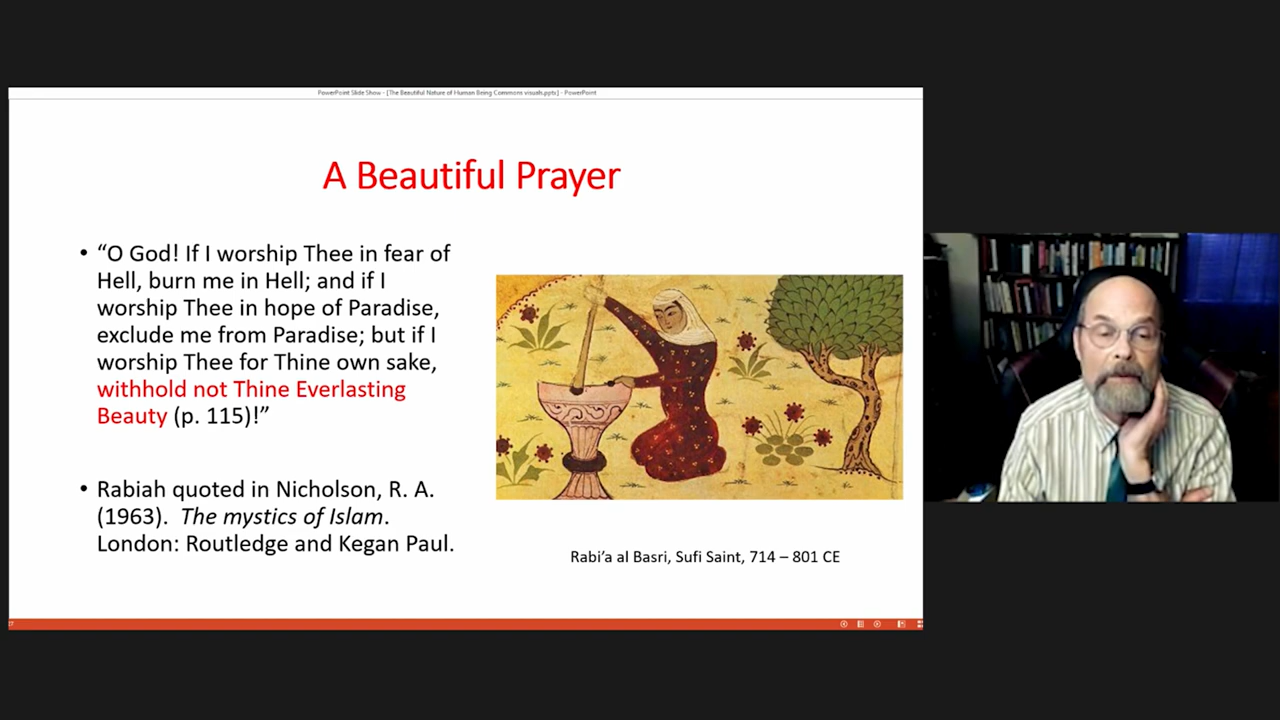 PowerPoint Slide Show - [The Beautiful Nature of Human Being Commons visuals.pptx] - PowerPoint
A Beautiful Prayer
• “O God! If I worship Thee in fear of
Hell, burn me in Hell; and if I
worship Thee in hope of Paradise,
exclude me from Paradise; but if I
worship Thee for Thine own sake,
withhold not Thine Everlasting
Beauty (p. 115)!”
• Rabiah quoted in Nicholson, R. A.
(1963). The mystics of Islam.
London: Routledge and Kegan Paul.
Rabi’a al Basri, Sufi Saint, 714 – 801 CE